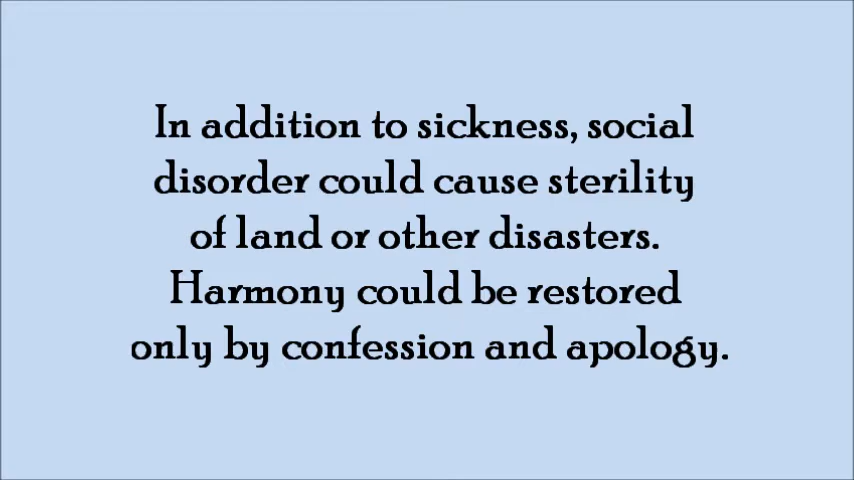 In addition to sickness, social
disorder could cause sterility
of land or other disasters.
Harmony could be restored
only by confession and apology.